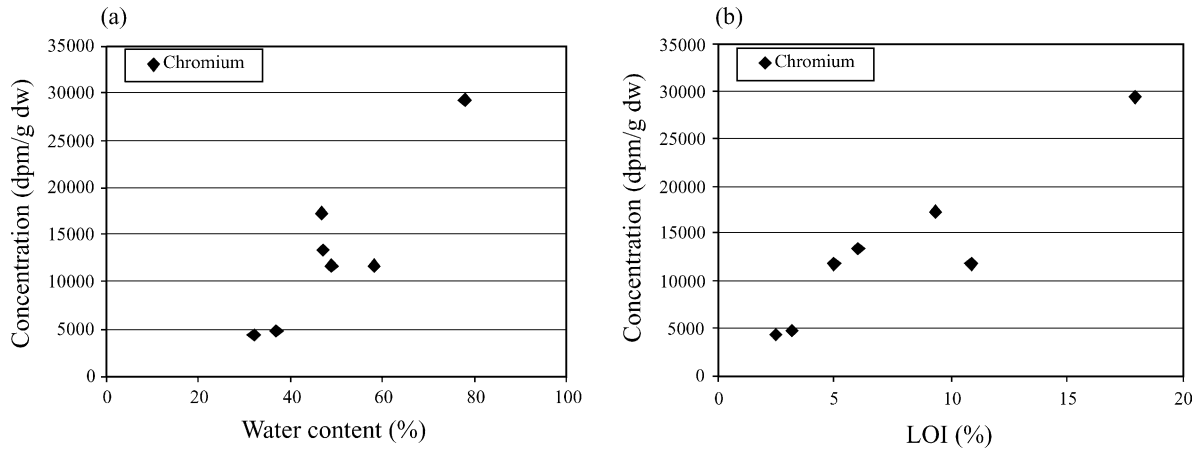 (a)
35000
Chromium
30000
25000
20000
15000
10000
5000
0
0 20 40 60 80 100
Concentration (dpm/g dw)
Water content (%)
(b)
35000
Chromium
30000
25000
20000
15000
10000
5000
0
0 5 10 15 20
Concentration (dpm/g dw)
LOI (%)